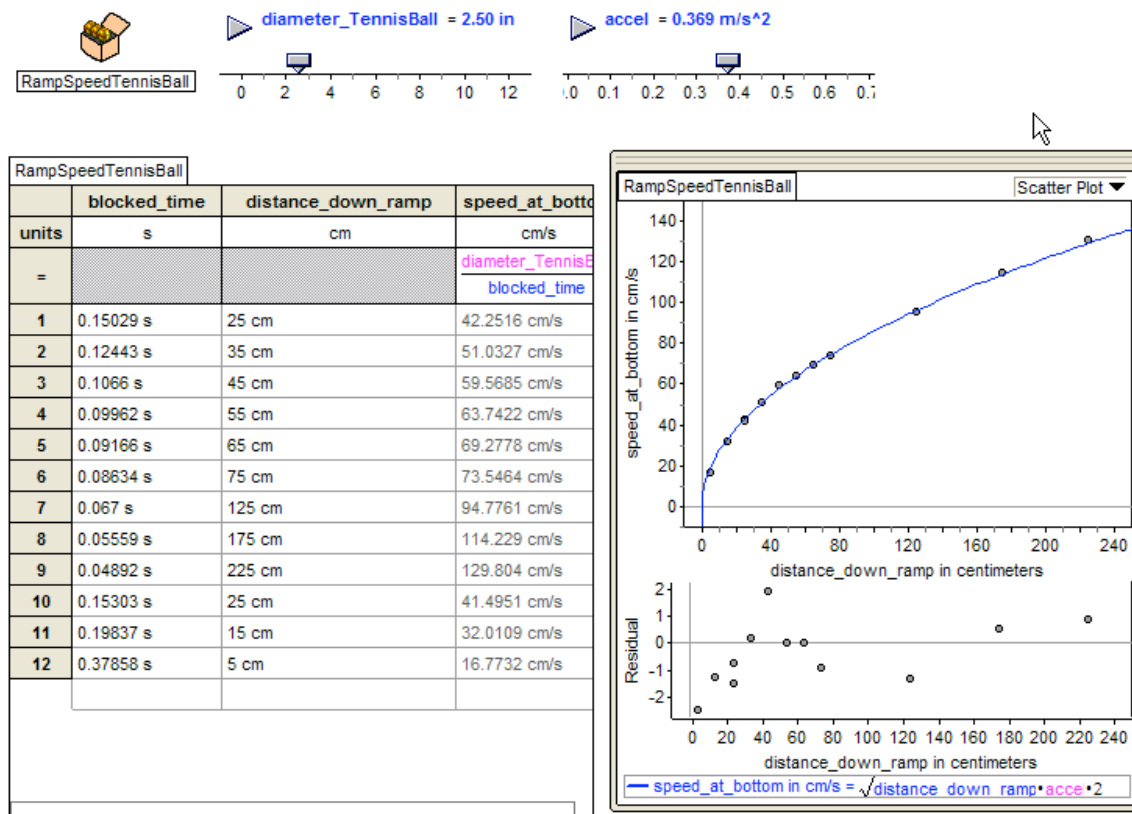 diameter_TennisBall = 2.50 in
accel = 0.369 m/s^2
RampSpeedTennisBall
0 2 4 6 8 10 12
.0 0.1 0.2 0.3 0.4 0.5 0.6 0.7
RampSpeedTennisBall
blocked_time distance_down_ramp speed_at_botto
units s cm cm/s
= diameter_TennisB
blocked_time
1 0.15029 s 25 cm 42.2516 cm/s
2 0.12443 s 35 cm 51.0327 cm/s
3 0.1066 s 45 cm 59.5685 cm/s
4 0.09962 s 55 cm 63.7422 cm/s
5 0.09166 s 65 cm 69.2778 cm/s
6 0.08634 s 75 cm 73.5464 cm/s
7 0.067 s 125 cm 94.7761 cm/s
8 0.05559 s 175 cm 114.229 cm/s
9 0.04892 s 225 cm 129.804 cm/s
10 0.15303 s 25 cm 41.4951 cm/s
11 0.19837 s 15 cm 32.0109 cm/s
12 0.37858 s 5 cm 16.7732 cm/s
RampSpeedTennisBall
Scatter Plot
speed_at_bottom in cm/s
140
120
100
80
60
40
20
0
0 40 80 120 160 200 240
distance_down_ramp in centimeters
Residual
2
1
0
-1
-2
0 20 40 60 80 100 120 140 160 180 200 220 240
distance_down_ramp in centimeters
speed_at_bottom in cm/s = √distance_down_ramp•acce•2